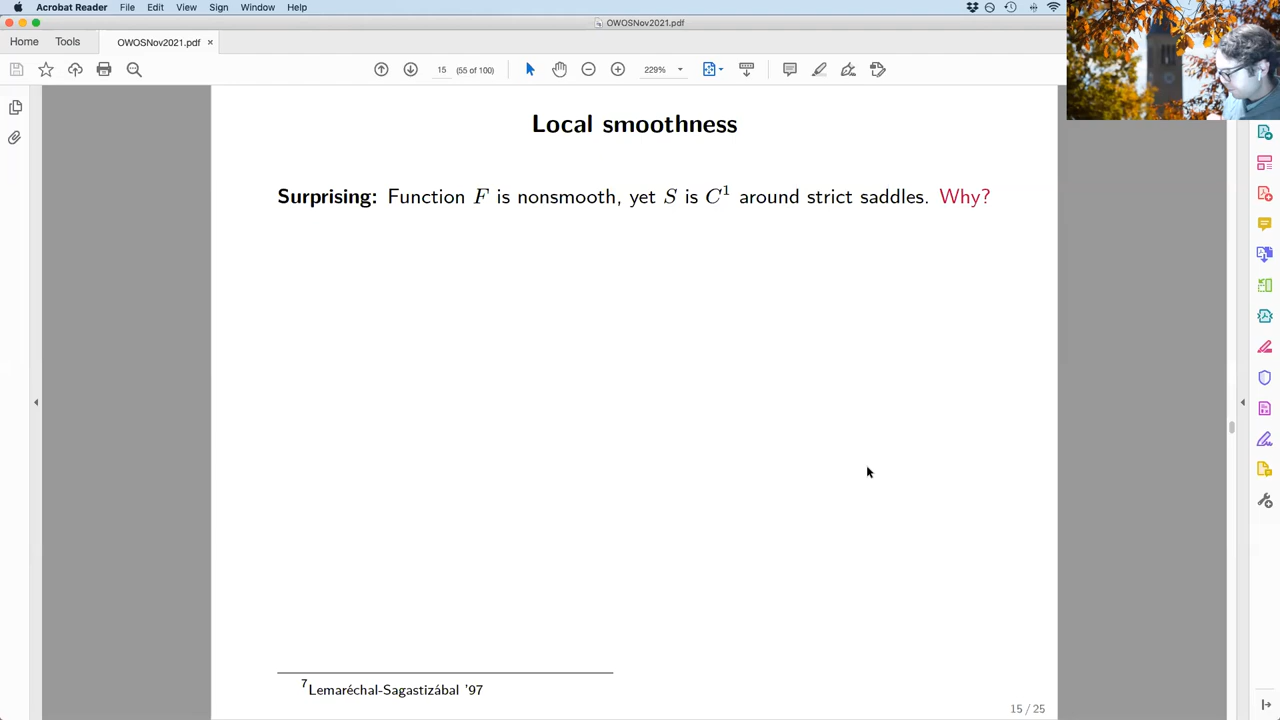 Acrobat Reader File Edit View Sign Window Help
OWOSNov2021.pdf
Home Tools OWOSNov2021.pdf ×
15 (55 of 100) 229%
Local smoothness
Surprising: Function F is nonsmooth, yet S is C¹ around strict saddles. Why?
⁷Lemaréchal-Sagastizábal '97
15 / 25